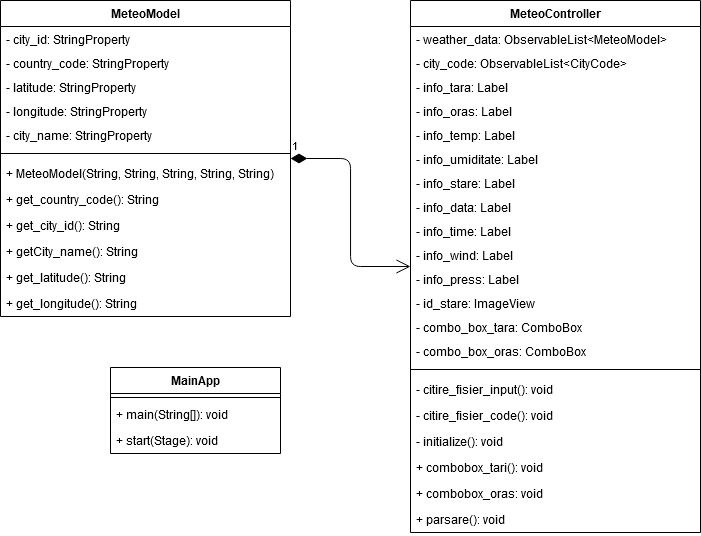 MeteoModel
- city_id: StringProperty
- country_code: StringProperty
- latitude: StringProperty
- longitude: StringProperty
- city_name: StringProperty
+ MeteoModel(String, String, String, String, String)
+ get_country_code(): String
+ get_city_id(): String
+ getCity_name(): String
+ get_latitude(): String
+ get_longitude(): String
1
MeteoController
- weather_data: ObservableList<MeteoModel>
- city_code: ObservableList<CityCode>
- info_tara: Label
- info_oras: Label
- info_temp: Label
- info_umiditate: Label
- info_stare: Label
- info_data: Label
- info_time: Label
- info_wind: Label
- info_press: Label
- id_stare: ImageView
- combo_box_tara: ComboBox
- combo_box_oras: ComboBox
- citire_fisier_input(): void
- citire_fisier_code(): void
- initialize(): void
+ combobox_tari(): void
+ combobox_oras: void
+ parsare(): void
MainApp
+ main(String[]): void
+ start(Stage): void